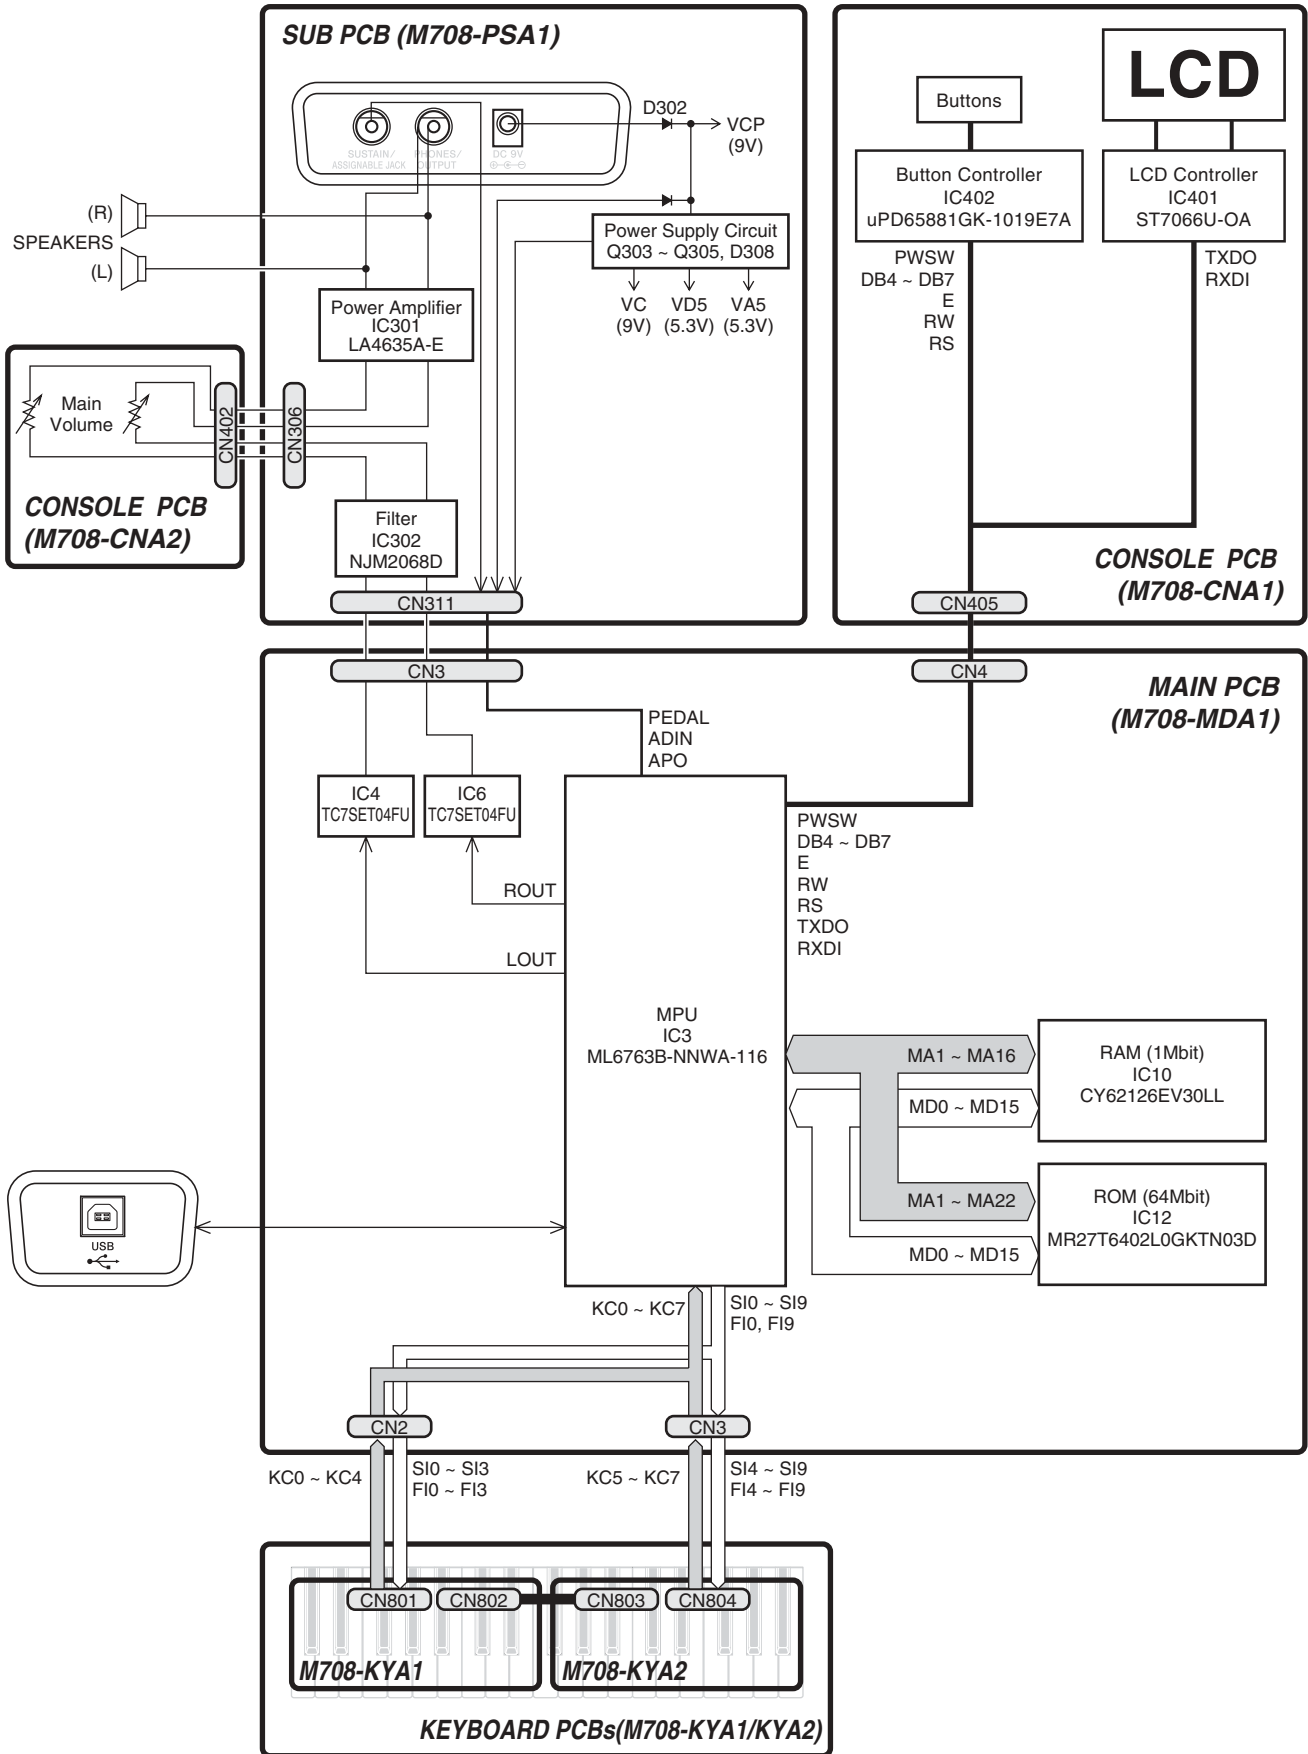 SUB PCB (M708-PSA1)
SUSTAIN/
ASSIGNABLE JACK
PHONES/
OUTPUT
DC 9V
D302
VCP
(9V)
(R)
SPEAKERS
(L)
Power Supply Circuit
Q303 ~ Q305, D308
VC
(9V)
VD5
(5.3V)
VA5
(5.3V)
Power Amplifier
IC301
LA4635A-E
Main
Volume
CN402
CN306
CONSOLE PCB
(M708-CNA2)
Filter
IC302
NJM2068D
CN311
LCD
Buttons
Button Controller
IC402
uPD65881GK-1019E7A
LCD Controller
IC401
ST7066U-OA
PWSW
DB4 ~ DB7
E
RW
RS
TXDO
RXDI
CONSOLE PCB
(M708-CNA1)
CN405
CN3
CN4
MAIN PCB
(M708-MDA1)
PEDAL
ADIN
APO
IC4
TC7SET04FU
IC6
TC7SET04FU
ROUT
LOUT
PWSW
DB4 ~ DB7
E
RW
RS
TXDO
RXDI
MPU
IC3
ML6763B-NNWA-116
MA1 ~ MA16
MD0 ~ MD15
RAM (1Mbit)
IC10
CY62126EV30LL
MA1 ~ MA22
MD0 ~ MD15
ROM (64Mbit)
IC12
MR27T6402L0GKTN03D
USB
KC0 ~ KC7
SI0 ~ SI9
FI0, FI9
CN2
CN3
KC0 ~ KC4
SI0 ~ SI3
FI0 ~ FI3
KC5 ~ KC7
SI4 ~ SI9
FI4 ~ FI9
CN801
CN802
CN803
CN804
M708-KYA1
M708-KYA2
KEYBOARD PCBs(M708-KYA1/KYA2)